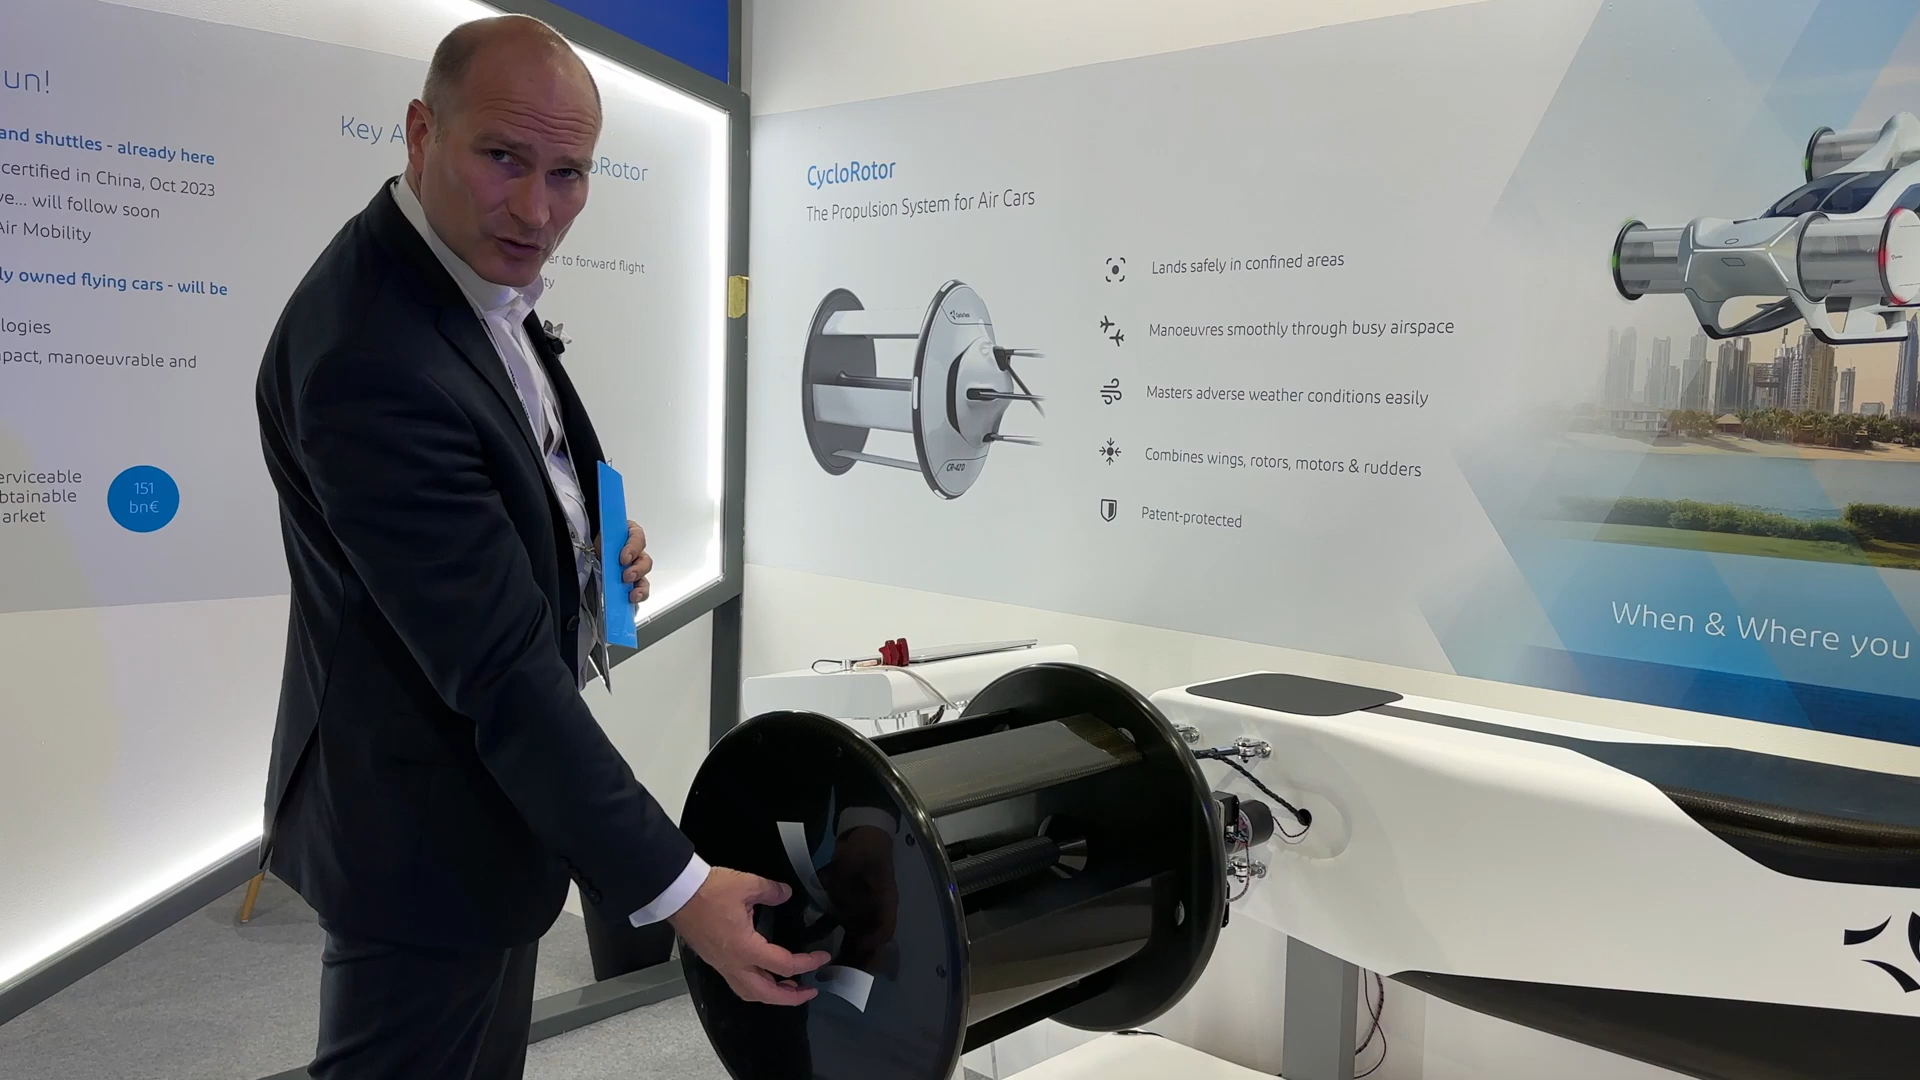 un!
and shuttles - already here
certified in China, Oct 2023
ve... will follow soon
Air Mobility
ly owned flying cars - will be
logies
pact, manoeuvrable and
erviceable
btainable
arket
151
bn€
Key A
oRotor
er to forward flight
ty
CycloRotor
The Propulsion System for Air Cars
Lands safely in confined areas
Manoeuvres smoothly through busy airspace
Masters adverse weather conditions easily
Combines wings, rotors, motors & rudders
Patent-protected
CR-420
When & Where you